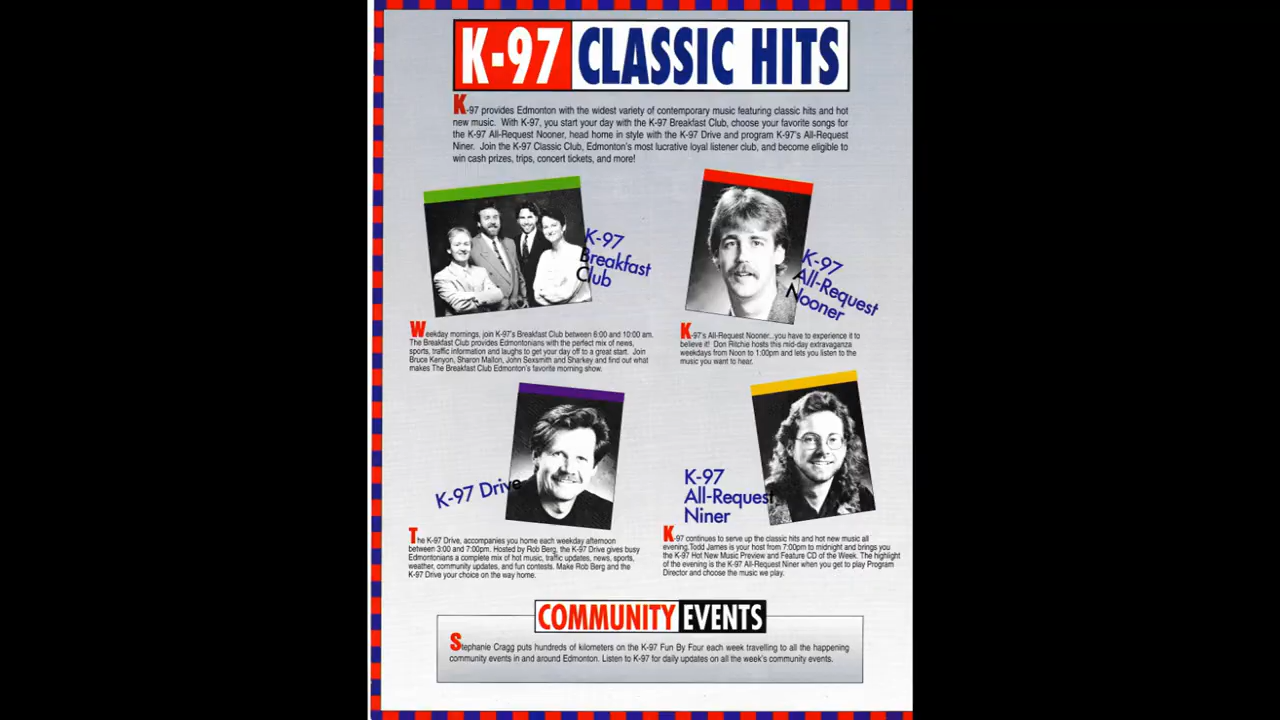 K-97 CLASSIC HITS
K-97 provides Edmonton with the widest variety of contemporary music featuring classic hits and hot
new music. With K-97, you start your day with the K-97 Breakfast Club, choose your favorite songs for
the K-97 All-Request Nooner, head home in style with the K-97 Drive and program K-97's All-Request
Niner. Join the K-97 Classic Club, Edmonton's most lucrative loyal listener club, and become eligible to
win cash prizes, trips, concert tickets, and more!
K-97
Breakfast
Club
Weekday mornings, join K-97's Breakfast Club between 6:00 and 10:00 am.
The Breakfast Club provides Edmontonians with the perfect mix of news,
sports, traffic information and laughs to get your day off to a great start. Join
Bruce Kenyon, Sharon Mallon, John Sexsmith and Sharkey and find out what
makes The Breakfast Club Edmonton's favorite morning show.
K-97
All-Request
Nooner
K-97's All-Request Nooner...you have to experience it to
believe it! Don Ritchie hosts this mid-day extravaganza
weekdays from Noon to 1:00pm and lets you listen to the
music you want to hear.
K-97 Drive
The K-97 Drive, accompanies you home each weekday afternoon
between 3:00 and 7:00pm. Hosted by Rob Berg, the K-97 Drive gives busy
Edmontonians a complete mix of hot music, traffic updates, news, sports,
weather, community updates, and fun contests. Make Rob Berg and the
K-97 Drive your choice on the way home.
K-97
All-Request
Niner
K-97 continues to serve up the classic hits and hot new music all
evening.Todd James is your host from 7:00pm to midnight and brings you
the K-97 Hot New Music Preview and Feature CD of the Week. The highlight
of the evening is the K-97 All-Request Niner when you get to play Program
Director and choose the music we play.
COMMUNITY EVENTS
Stephanie Cragg puts hundreds of kilometers on the K-97 Fun By Four each week travelling to all the happening
community events in and around Edmonton. Listen to K-97 for daily updates on all the week's community events.